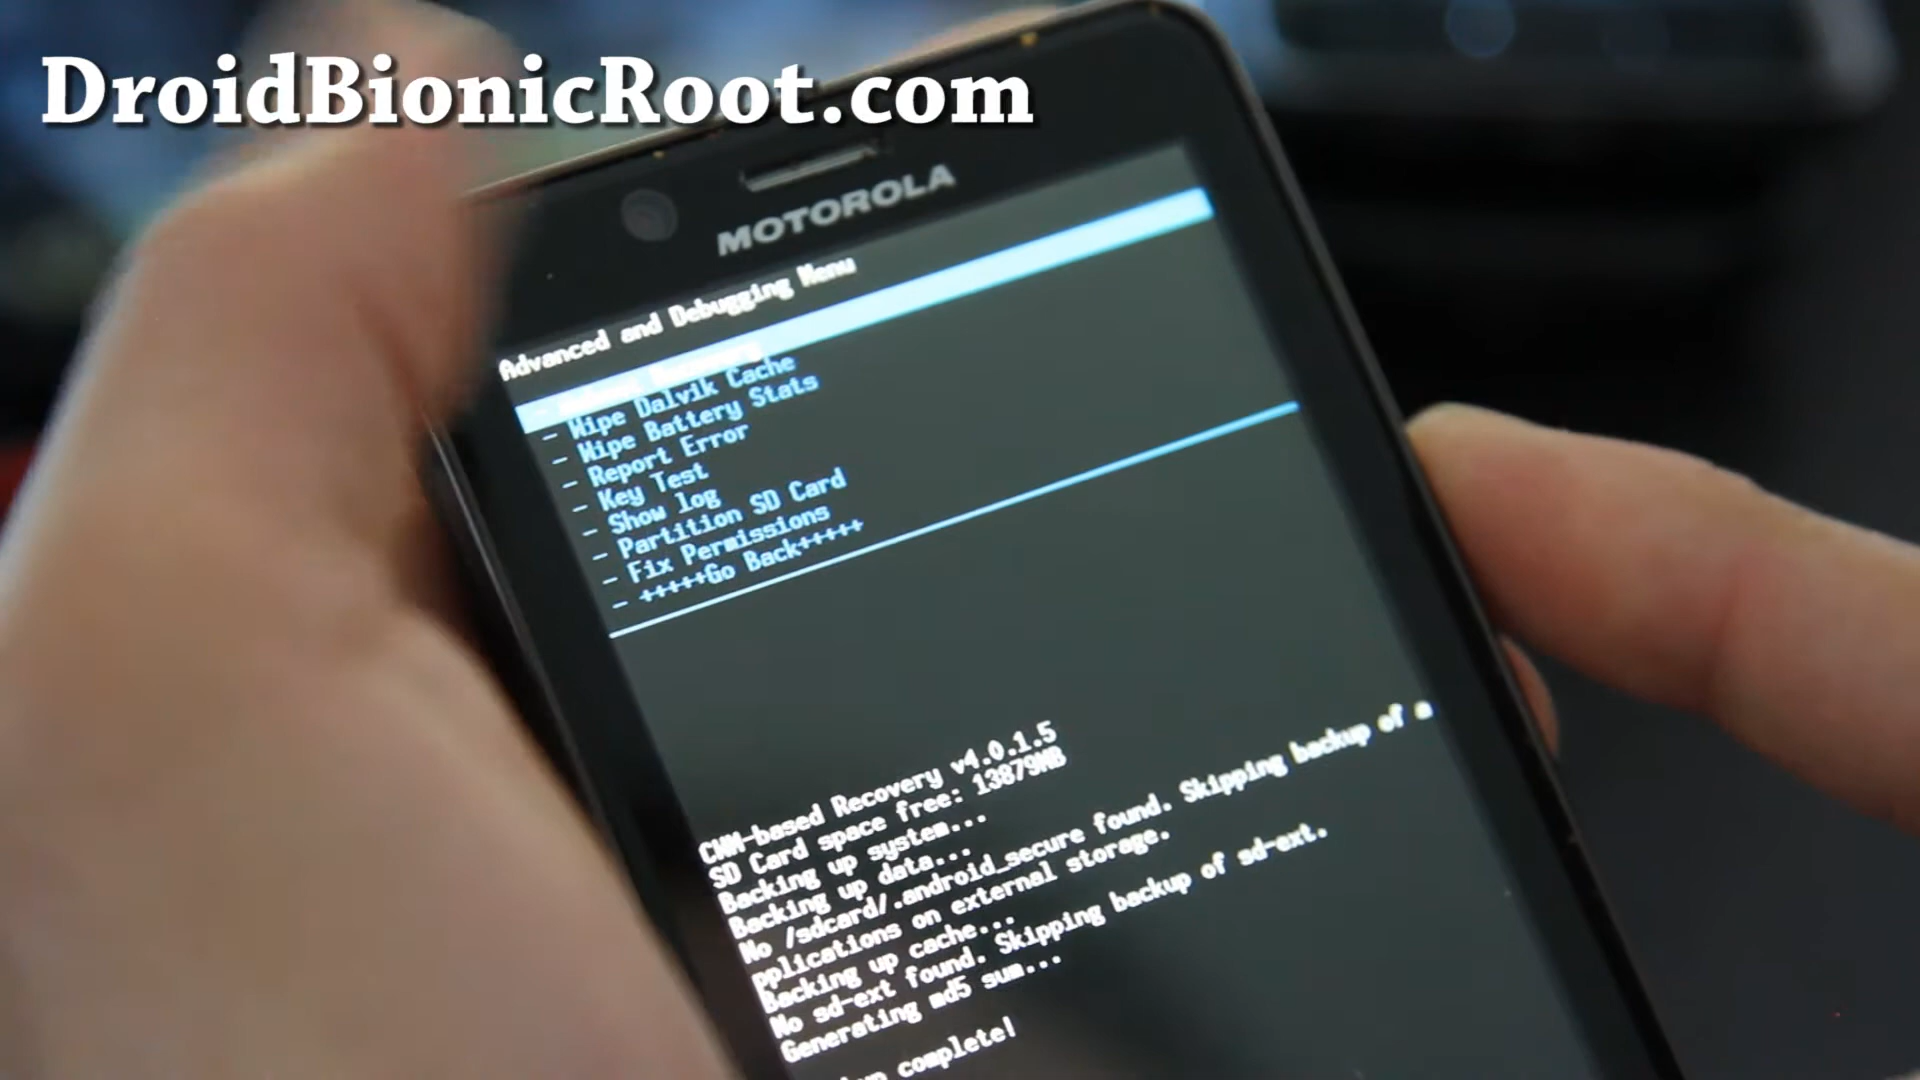 DroidBionicRoot.com
MOTOROLA
Advanced and Debugging Menu
- Wipe Dalvik Cache
- Wipe Battery Stats
- Report Error
- Key Test
- Show log
- Partition SD Card
- Fix Permissions
- +++++Go Back+++++
CWM-based Recovery v4.0.1.5
SD Card space free: 13879MB
Backing up system...
Backing up data...
No /sdcard/.android_secure found. Skipping backup of a
pplications on external storage.
Backing up cache...
No sd-ext found. Skipping backup of sd-ext.
Generating md5 sum...
complete!